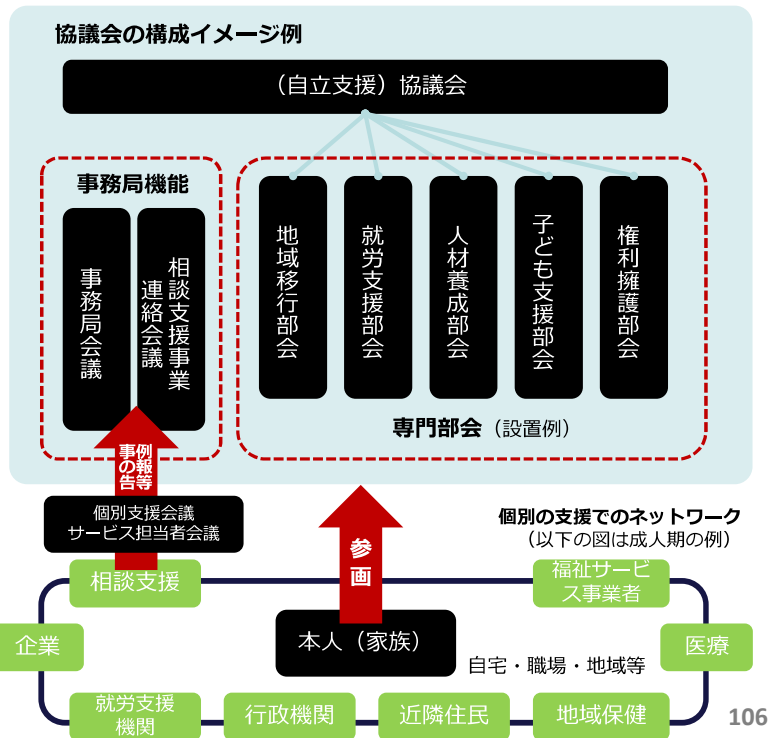 協議会の構成イメージ例
（自立支援）協議会
事務局機能
事務局会議
相談支援事業
連絡会議
地域移行部会
就労支援部会
人材養成部会
子ども支援部会
権利擁護部会
専門部会（設置例）
事例
の報
告等
個別支援会議
サービス担当者会議
参画
個別の支援でのネットワーク
（以下の図は成人期の例）
相談支援
福祉サービ
ス事業者
企業
本人（家族）
医療
自宅・職場・地域等
就労支援
機関
行政機関
近隣住民
地域保健
106